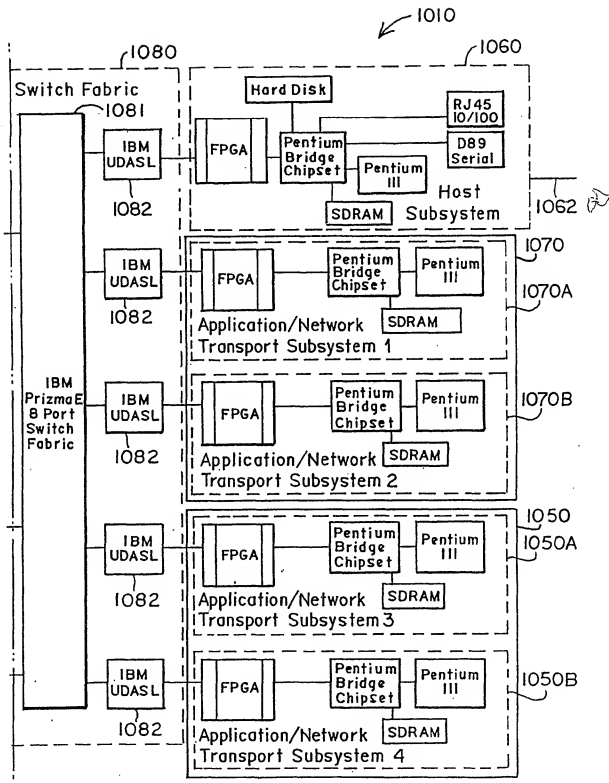 1010
1080
1060
Switch Fabric
1081
Hard Disk
RJ45
10/100
IBM
UDASL
FPGA
Pentium
Bridge
Chipset
D89
Serial
Pentium
III
1082
Host
Subsystem
SDRAM
1062
1070
IBM
UDASL
FPGA
Pentium
Bridge
Chipset
Pentium
III
1070A
1082
SDRAM
Application/Network
Transport Subsystem 1
IBM
PrizmaE
8 Port
Switch
Fabric
IBM
UDASL
FPGA
Pentium
Bridge
Chipset
Pentium
III
1070B
1082
SDRAM
Application/Network
Transport Subsystem 2
1050
IBM
UDASL
FPGA
Pentium
Bridge
Chipset
Pentium
III
1050A
1082
SDRAM
Application/Network
Transport Subsystem 3
IBM
UDASL
FPGA
Pentium
Bridge
Chipset
Pentium
III
1050B
1082
SDRAM
Application/Network
Transport Subsystem 4